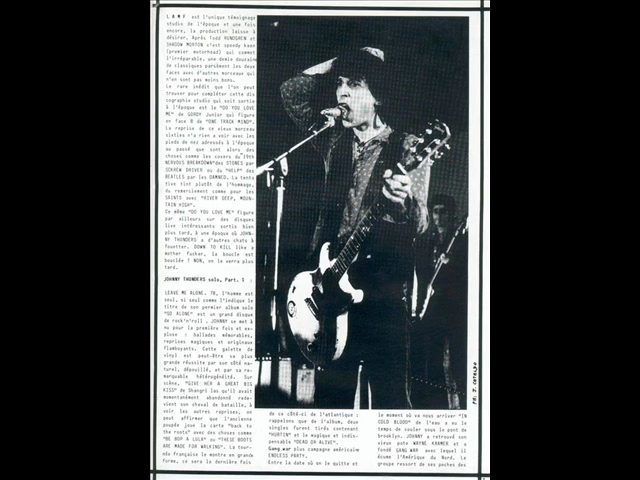 L A M F est l'unique témoignage
studio de l'époque et une fois
encore, la production laisse à
désirer. Après Todd RUNDGREN et
SHADOW MORTON c'est speedy keen
(premier motorhead) qui commet
l'irréparable, une demie douzaine
de classiques parsèment les deux
faces avec d'autres morceaux qui
n'en sont pas moins bons.
Le rare inédit que l'on peut
trouver pour compléter cette dis
cographie studio qui soit sortie
à l'époque est le "DO YOU LOVE
ME" de GORDY Junior qui figure
en face B de "ONE TRACK MIND".
La reprise de ce vieux morceau
sixties n'a rien a voir avec les
pieds de nez adressés à l'époque
au passé que sont alors des
choses comme les covers du 19th
NERVOUS BREAKDOWN"des STONES par
SCREW DRIVER ou du "HELP" des
BEATLES par les DAMNED. La tenta
tive tint plutôt de l'hommage,
du remerciement comme pour les
SAINTS avec "RIVER DEEP, MOUN-
TAIN HIGH".
Ce même "DO YOU LOVE ME" figure
par ailleurs sur des disques
live intéressants sortis bien
plus tard, à une époque où JOHN-
NY THUNDERS a d'autres chats à
fouetter. DOWN TO KILL like a
mother fucker, la boucle est
bouclée ? NON, on le verra plus
tard.
JOHNNY THUNDERS solo, Part. 1 :
LEAVE ME ALONE. 78, l'homme est
seul, si seul comme l'indique le
titre de son permier album solo
"SO ALONE" est un grand disque
de rock'n'roll . JOHNNY se met à
nu pour la première fois et ex-
plose : ballades mémorables,
reprises magiques et originaux
flamboyants. Cette galette de
vinyl est peut-être sa plus
grande réussite par son côté na-
turel, dépouillé, et par sa re-
marquable hétérogénéité. Sur
scène, "GIVE HER A GREAT BIG
KISS" de Shangri las qu'il avait
momentanément abandonné rede-
vient son cheval de bataille, à
voir les autres reprises, on
peut affirmer que l'ancienne
poupée joue la carte "back to
the roots" avec des choses comme
"BE BOP A LULA" ou "THESE BOOTS
ARE MADE FOR WALKING". La tour-
née française le montre en grande
forme, ce sera la dernière fois
de ce côté-ci de l'atlantique :
rappelons que de l'album, deux
singles furent tirés contenant
"HURTIN" et le magique et indis-
pensable "DEAD OR ALIVE".
Gang war plus campagne américaine
ENDLESS PARTY.
Entre la date où on le quitte et
le moment où va nous arriver "IN
COLD BLOOD" de l'eau a eu le
temps de couler sous le pont de
brooklyn. JOHNNY a retrouvé son
vieux pote WAYNE KRAMER et a
fondé GANG WAR avec lequel il
écume l'Amérique du Nord. Le
groupe ressort de ses poches des
PH: J.